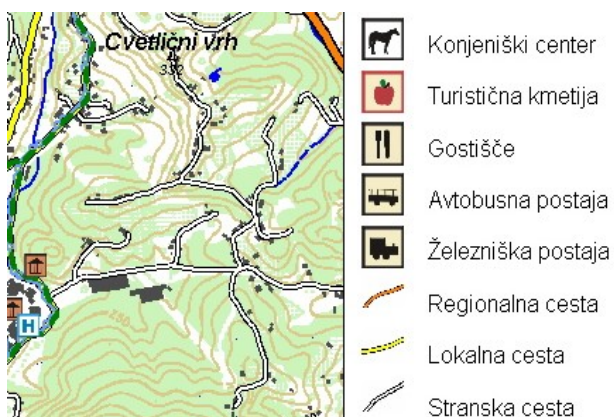 Cvetlični vrh
332
250
H
Konjeniški center
Turistična kmetija
Gostišče
Avtobusna postaja
Železniška postaja
Regionalna cesta
Lokalna cesta
Stranska cesta